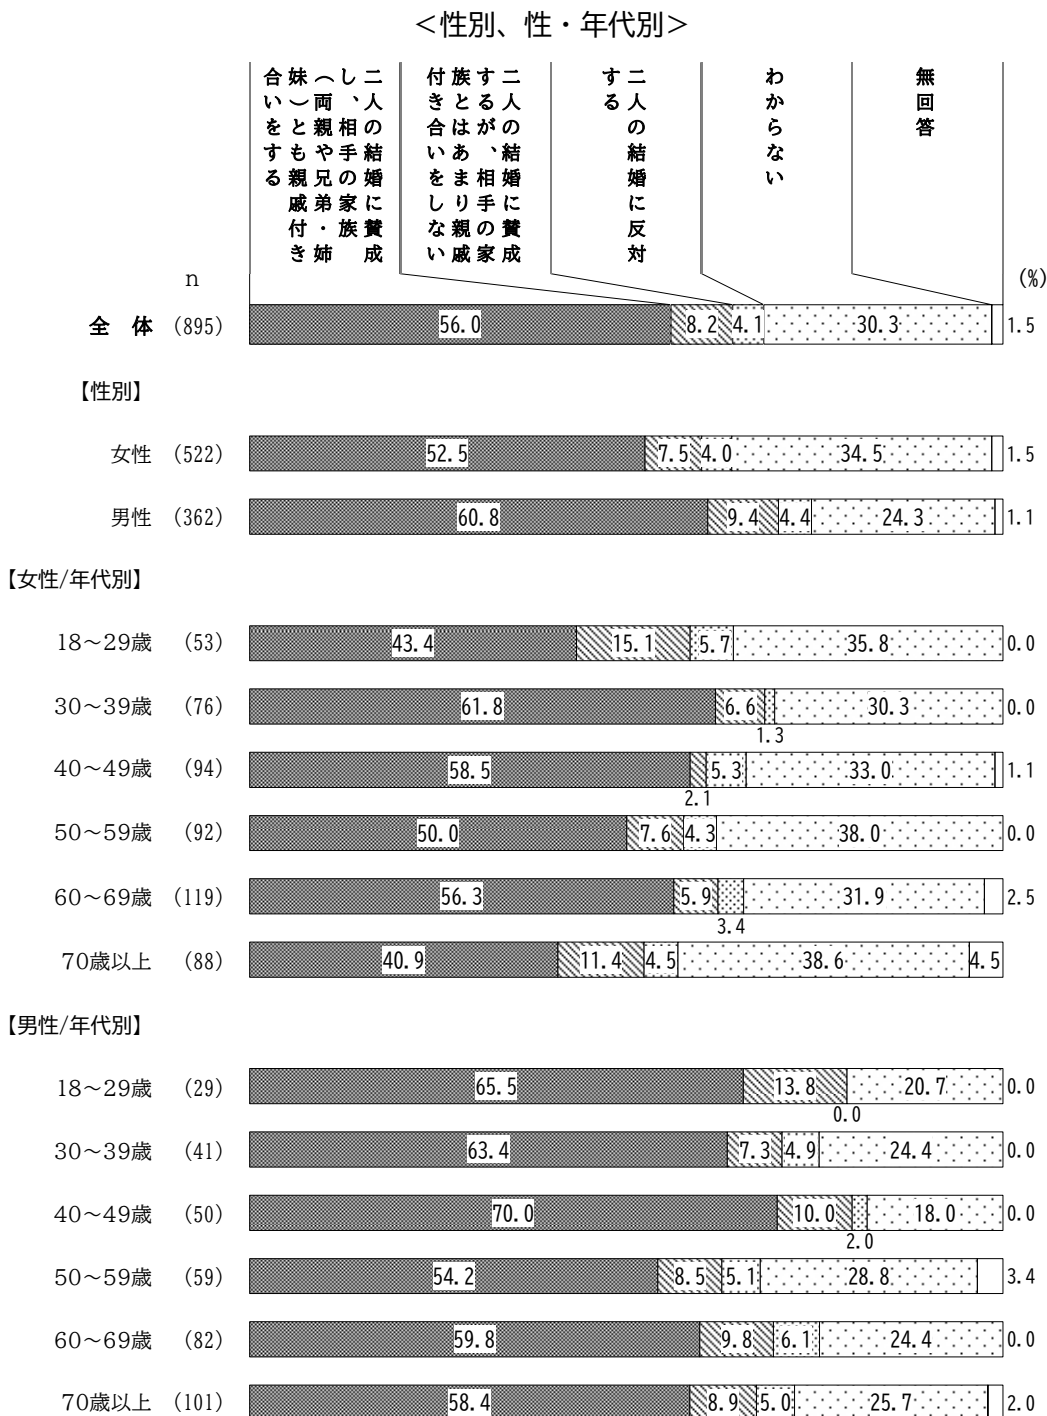 ＜性別、性・年代別＞
二人の結婚に賛成
し、相手の家族
（両親や兄弟・姉
妹）とも親戚付き
合いをする
二人の結婚に賛成
するが、相手の家
族とはあまり親戚
付き合いをしない
二人の結婚に反対
する
わからない
無回答
n
(%)
全　体 (895) 56.0 8.2 4.1 30.3 1.5
【性別】
女性 (522) 52.5 7.5 4.0 34.5 1.5
男性 (362) 60.8 9.4 4.4 24.3 1.1
【女性/年代別】
18～29歳 (53) 43.4 15.1 5.7 35.8 0.0
30～39歳 (76) 61.8 6.6 30.3 0.0
1.3
40～49歳 (94) 58.5 5.3 33.0 1.1
2.1
50～59歳 (92) 50.0 7.6 4.3 38.0 0.0
60～69歳 (119) 56.3 5.9 31.9 2.5
3.4
70歳以上 (88) 40.9 11.4 4.5 38.6 4.5
【男性/年代別】
18～29歳 (29) 65.5 13.8 20.7 0.0
0.0
30～39歳 (41) 63.4 7.3 4.9 24.4 0.0
40～49歳 (50) 70.0 10.0 18.0 0.0
2.0
50～59歳 (59) 54.2 8.5 5.1 28.8 3.4
60～69歳 (82) 59.8 9.8 6.1 24.4 0.0
70歳以上 (101) 58.4 8.9 5.0 25.7 2.0